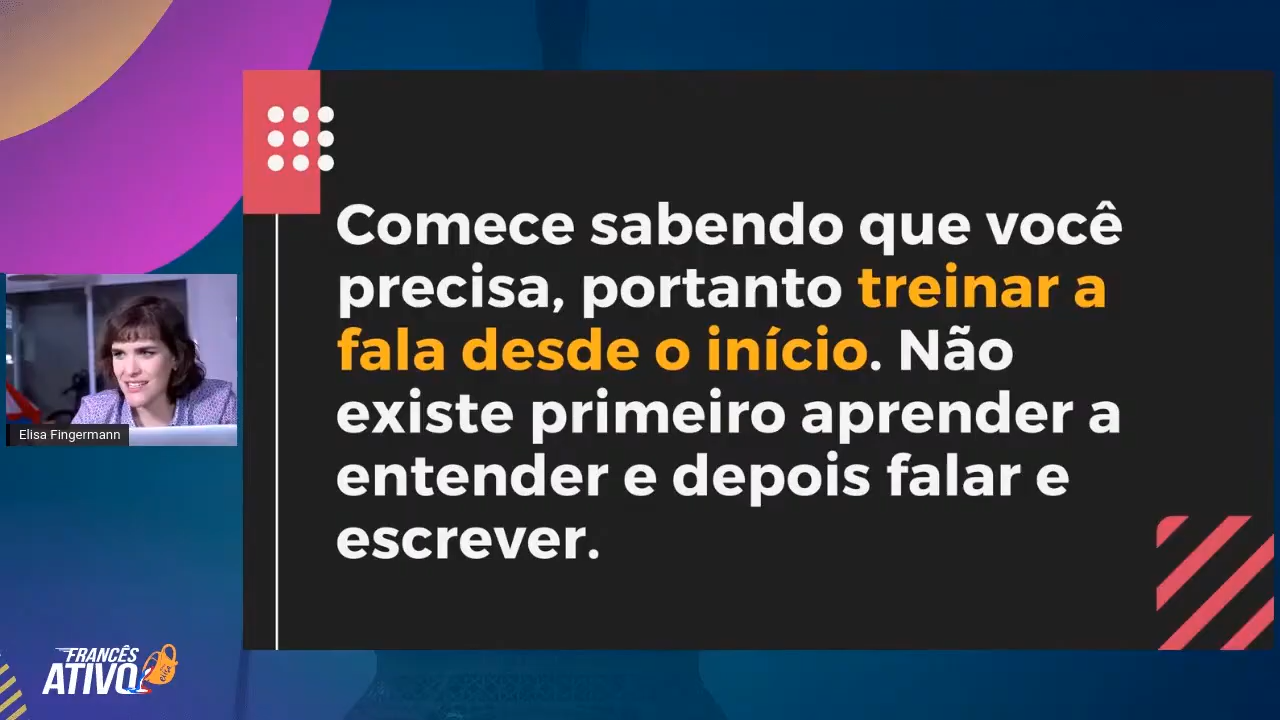 Comece sabendo que você
precisa, portanto treinar a
fala desde o início. Não
existe primeiro aprender a
entender e depois falar e
escrever.
Elisa Fingermann
FRANCÊS
ATIVO